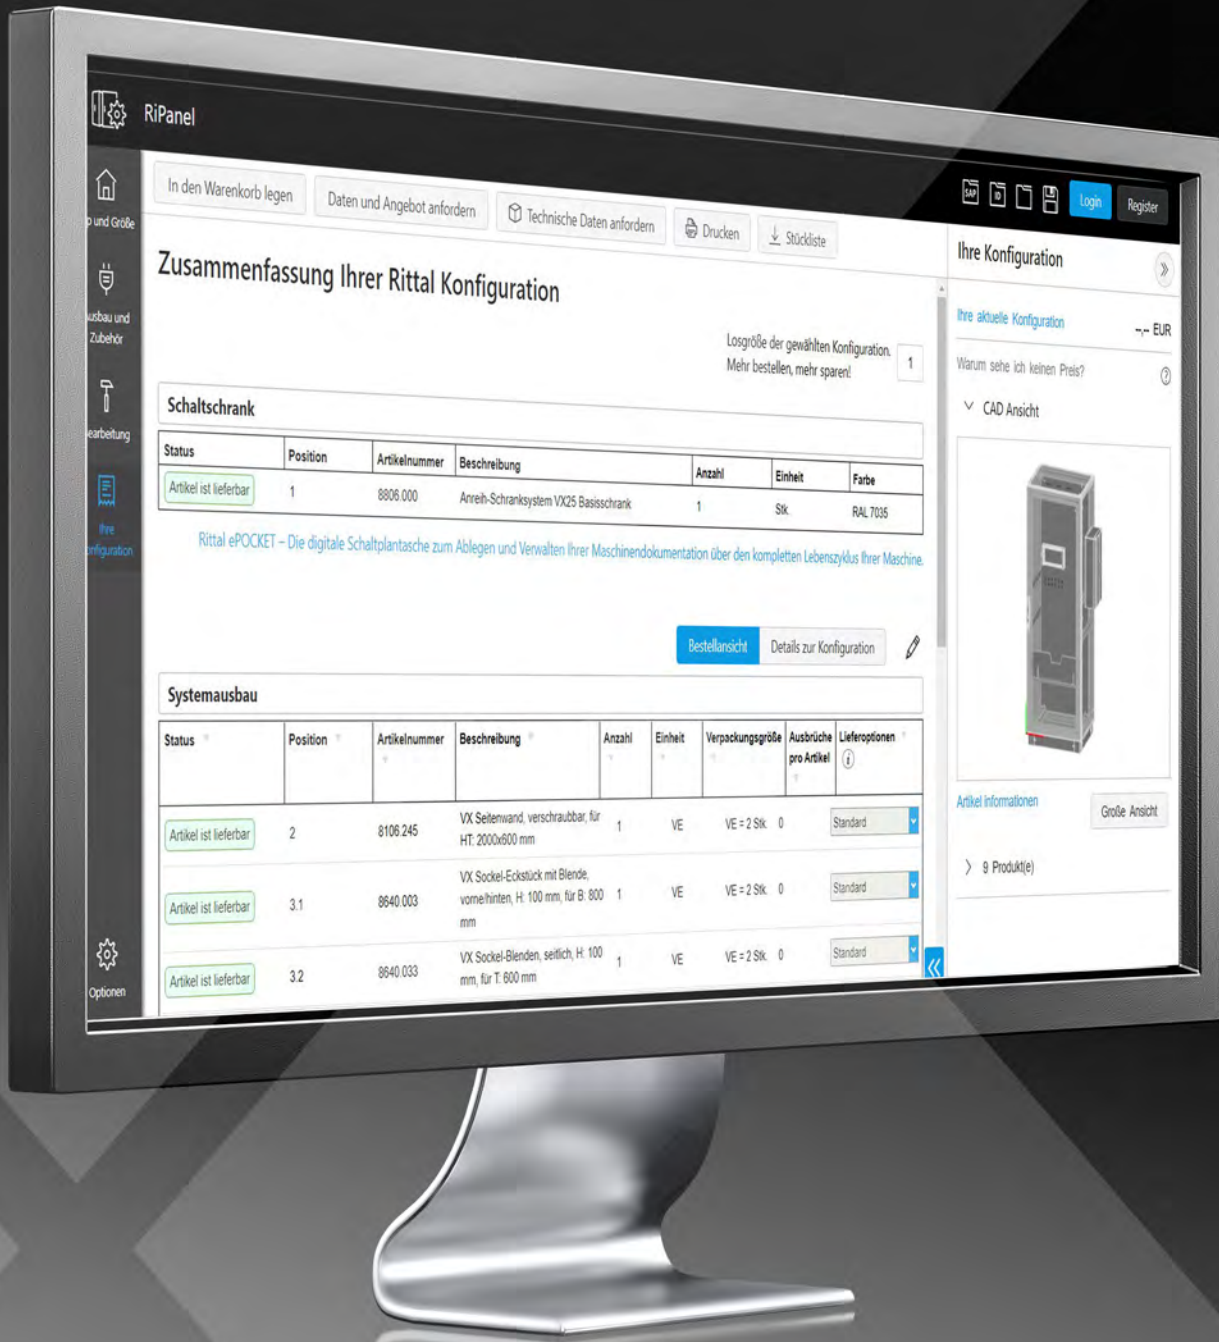 RiPanel
SAP
ID
Login
Register
In den Warenkorb legen
Daten und Angebot anfordern
Technische Daten anfordern
Drucken
Stückliste
und Größe
Zubehör
Optionen
Ihre
Zusammenfassung Ihrer Rittal Konfiguration
Losgröße der gewählten Konfiguration.
Mehr bestellen, mehr sparen!
1
Schaltschrank
Status Position Artikelnummer Beschreibung Anzahl Einheit Farbe
Artikel ist lieferbar 1 8806.000 Anreih-Schranksystem VX25 Basisschrank 1 Stk. RAL 7035
Rittal ePOCKET – Die digitale Schaltplantasche zum Ablegen und Verwalten Ihrer Maschinendokumentation über den kompletten Lebenszyklus Ihrer Maschine.
Bestellansicht
Details zur Konfiguration
Systemausbau
Status Position Artikelnummer Beschreibung Anzahl Einheit Verpackungsgröße Ausbrüche Lieferoptionen
pro Artikel i
Artikel ist lieferbar 2 8106.245 VX Seitenwand, verschraubbar, für 1 VE VE = 2 Stk. 0 Standard
HT: 2000x600 mm
Artikel ist lieferbar 3.1 8640.003 VX Sockel-Eckstück mit Blende, 1 VE VE = 2 Stk. 0 Standard
vorne/hinten, H: 100 mm, für B: 800
mm
Artikel ist lieferbar 3.2 8640.033 VX Sockel-Blenden, seitlich, H: 100 1 VE VE = 2 Stk. 0 Standard
mm, für T: 600 mm
Ihre Konfiguration
Ihre aktuelle Konfiguration --,-- EUR
Warum sehe ich keinen Preis? ?
CAD Ansicht
Artikel Informationen
Große Ansicht
9 Produkt(e)